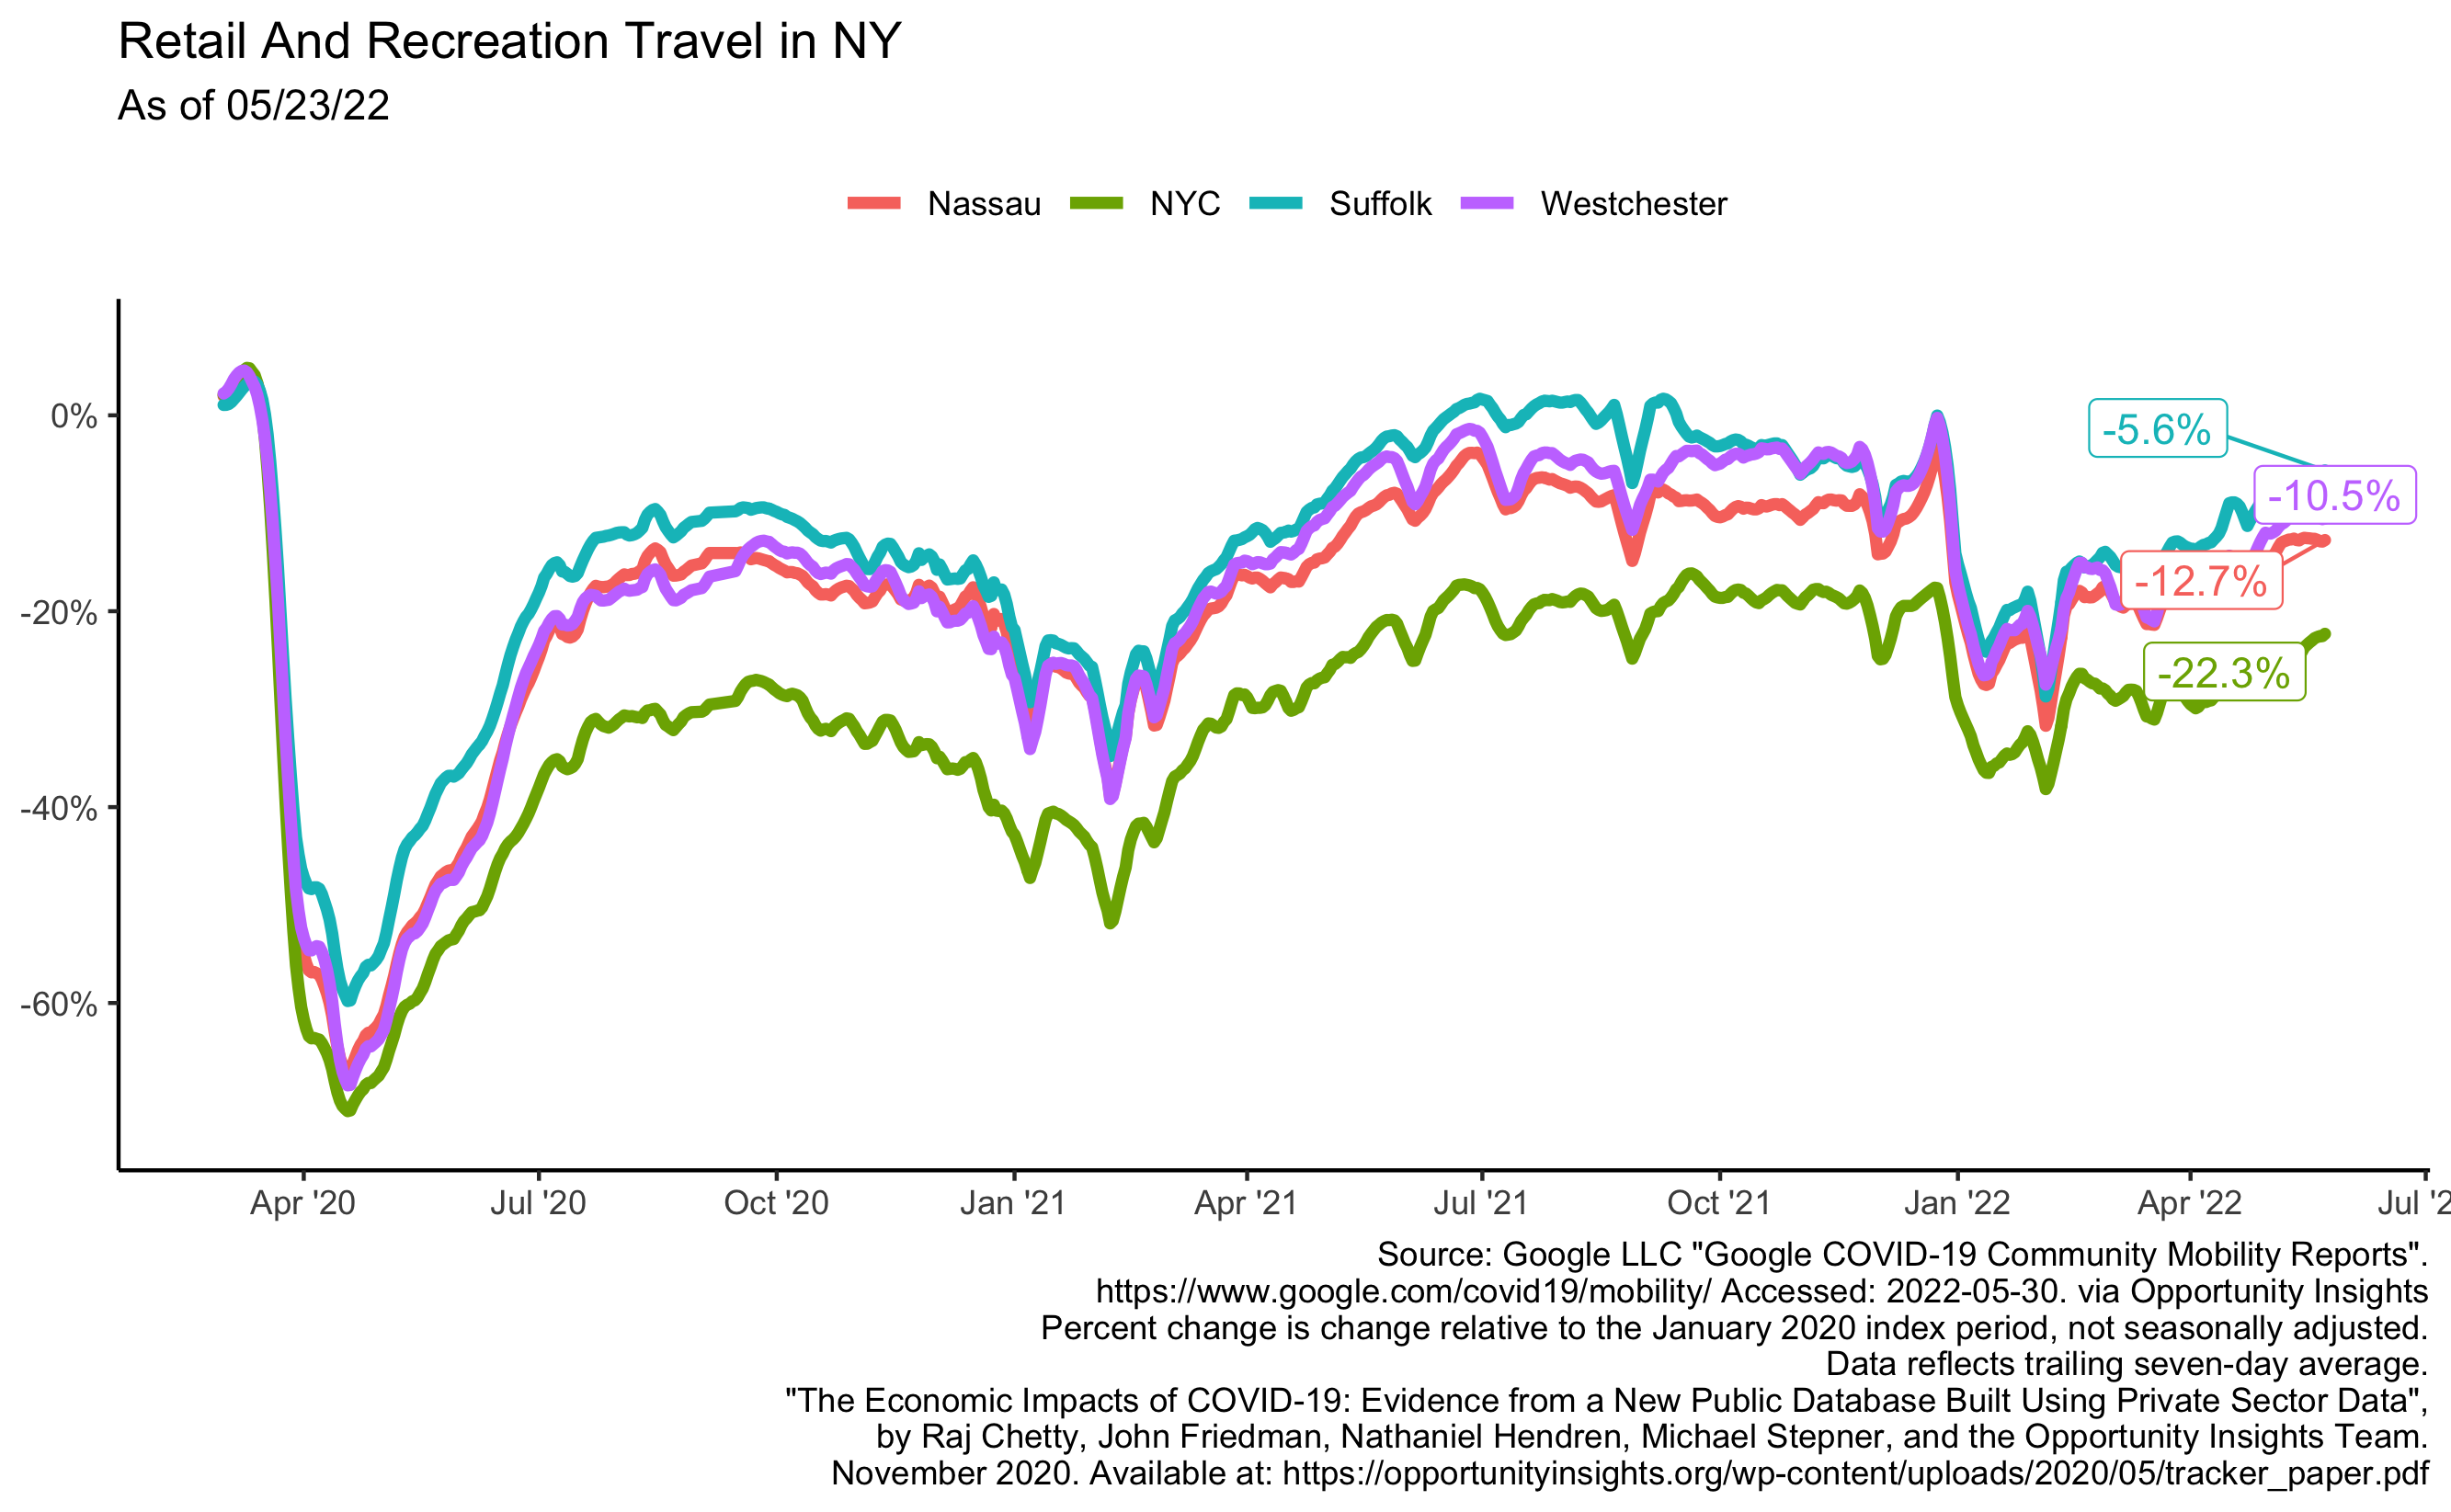 Retail And Recreation Travel in NY
As of 05/23/22
Nassau NYC Suffolk Westchester
0%
-20%
-40%
-60%
-5.6%
-10.5%
-12.7%
-22.3%
Apr '20 Jul '20 Oct '20 Jan '21 Apr '21 Jul '21 Oct '21 Jan '22 Apr '22 Jul '2
Source: Google LLC "Google COVID-19 Community Mobility Reports".
https://www.google.com/covid19/mobility/ Accessed: 2022-05-30. via Opportunity Insights
Percent change is change relative to the January 2020 index period, not seasonally adjusted.
Data reflects trailing seven-day average.
"The Economic Impacts of COVID-19: Evidence from a New Public Database Built Using Private Sector Data",
by Raj Chetty, John Friedman, Nathaniel Hendren, Michael Stepner, and the Opportunity Insights Team.
November 2020. Available at: https://opportunityinsights.org/wp-content/uploads/2020/05/tracker_paper.pdf